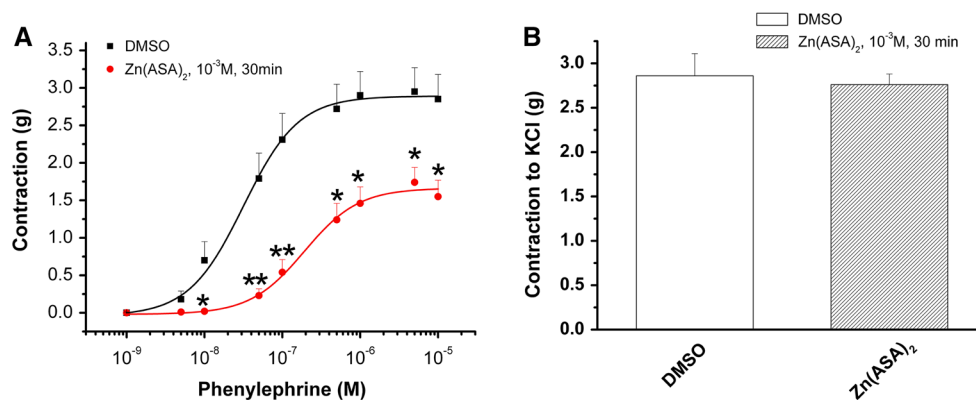 A
DMSO
Zn(ASA)₂, 10⁻³M, 30min
Contraction (g)
3.5
3.0
2.5
2.0
1.5
1.0
0.5
0.0
*
**
**
*
*
*
*
10⁻⁹
10⁻⁸
10⁻⁷
10⁻⁶
10⁻⁵
Phenylephrine (M)
B
DMSO
Zn(ASA)₂, 10⁻³M, 30 min
Contraction to KCl (g)
3.0
2.5
2.0
1.5
1.0
0.5
0.0
DMSO
Zn(ASA)₂